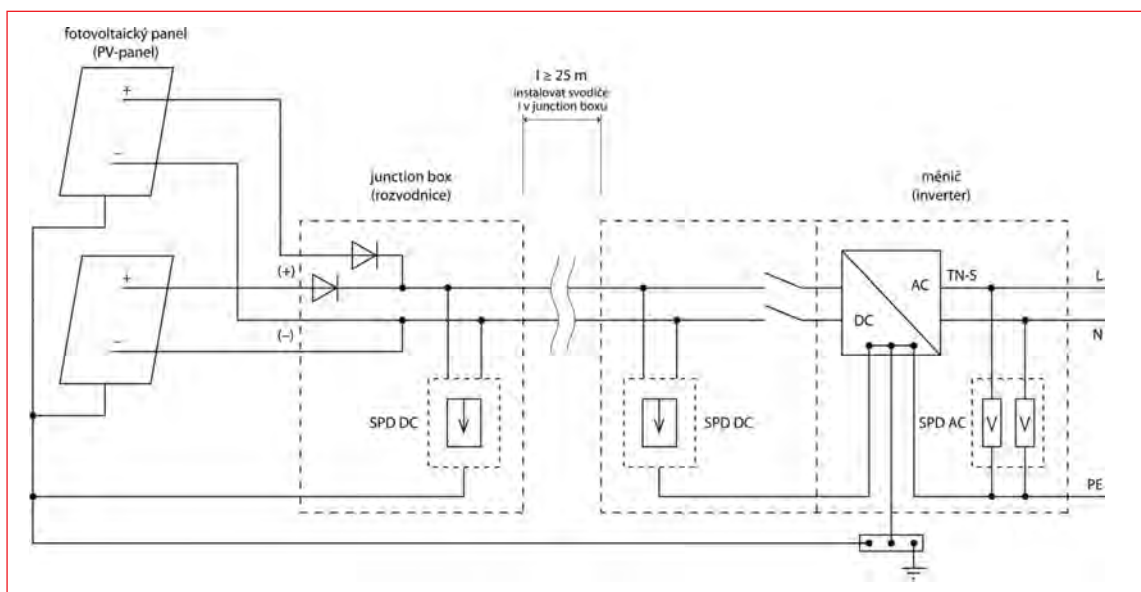 fotovoltaický panel
(PV-panel)
+
−
+
−
l ≥ 25 m
instalovat svodiče
i v junction boxu
junction box
(rozvodnice)
měnič
(inverter)
(+)
(−)
SPD DC
SPD DC
DC
AC
TN-S
SPD AC
V
V
L
N
PE